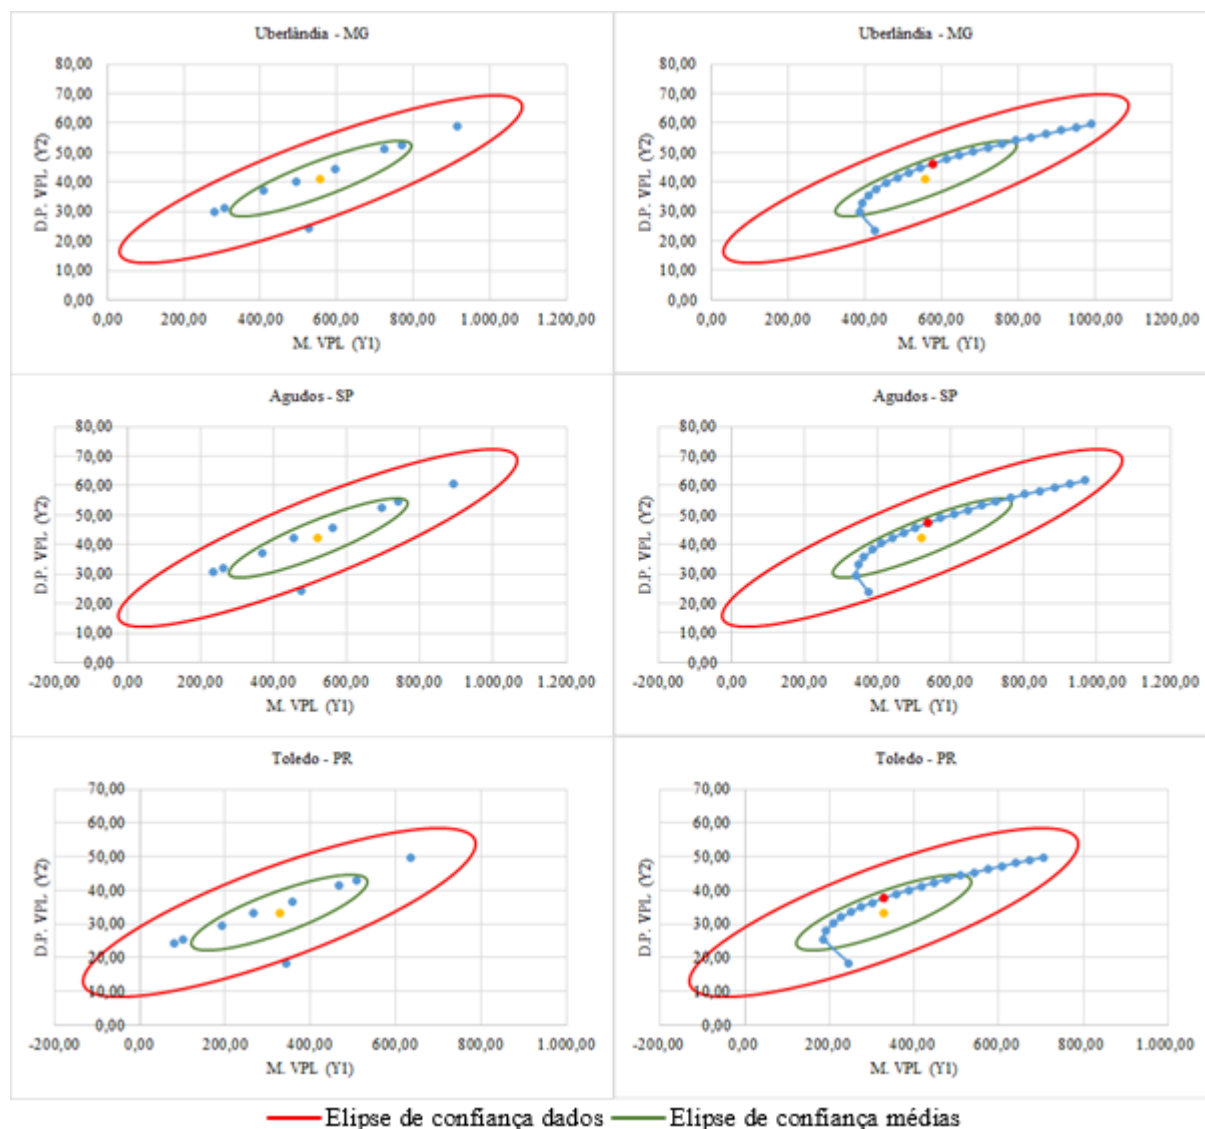 Uberlândia - MG
80,00
70,00
60,00
50,00
40,00
30,00
20,00
10,00
0,00
D.P. VPL (Y2)
0,00 200,00 400,00 600,00 800,00 1.000,00 1.200,00
M. VPL (Y1)
Uberlândia - MG
80,00
70,00
60,00
50,00
40,00
30,00
20,00
10,00
0,00
D.P. VPL (Y2)
0,00 200,00 400,00 600,00 800,00 1000,00 1200,00
M. VPL (Y1)
Agudos - SP
80,00
70,00
60,00
50,00
40,00
30,00
20,00
10,00
0,00
D.P. VPL (Y2)
-200,00 0,00 200,00 400,00 600,00 800,00 1.000,00 1.200,00
M. VPL (Y1)
Agudos - SP
80,00
70,00
60,00
50,00
40,00
30,00
20,00
10,00
0,00
D.P. VPL (Y2)
-200,00 0,00 200,00 400,00 600,00 800,00 1.000,00 1.200,00
M. VPL (Y1)
Toledo - PR
70,00
60,00
50,00
40,00
30,00
20,00
10,00
0,00
D.P. VPL (Y2)
-200,00 0,00 200,00 400,00 600,00 800,00 1.000,00
M. VPL (Y1)
Toledo - PR
70,00
60,00
50,00
40,00
30,00
20,00
10,00
0,00
D.P. VPL (Y2)
-200,00 0,00 200,00 400,00 600,00 800,00 1.000,00
M. VPL (Y1)
Elipse de confiança dados Elipse de confiança médias